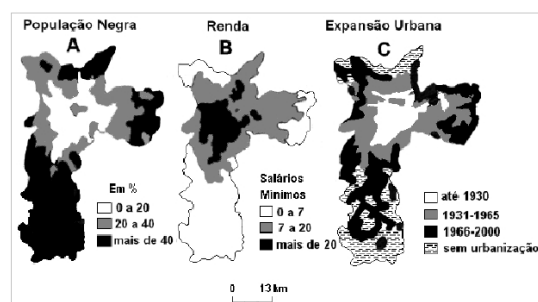 População Negra
A
Em %
0 a 20
20 a 40
mais de 40
Renda
B
Salários
Mínimos
0 a 7
7 a 20
mais de 20
Expansão Urbana
C
até 1930
1931-1965
1966-2000
sem urbanização
0 13 km